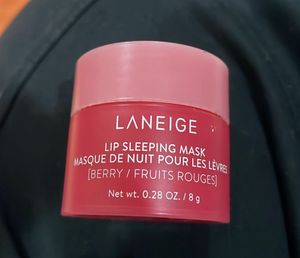 LANEIGE
LIP SLEEPING MASK
MASQUE DE NUIT POUR LES LÈVRES
[BERRY / FRUITS ROUGES]
Net wt. 0.28 OZ. / 8 g